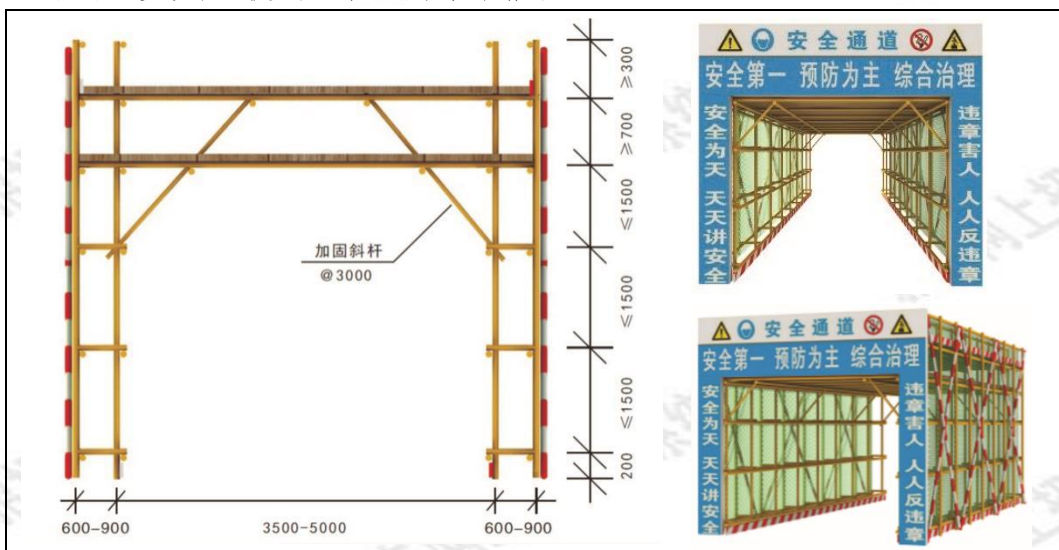 ≤300
≥700
≤1500
≤1500
≤1500
200
加固斜杆
@3000
600-900
3500-5000
600-900
安全通道
安全第一 预防为主 综合治理
安全为天 天天讲安全
违章害人 人人反违章
安全通道
安全第一 预防为主 综合治理
安全为天 天天讲安全
违章害人 人人反违章